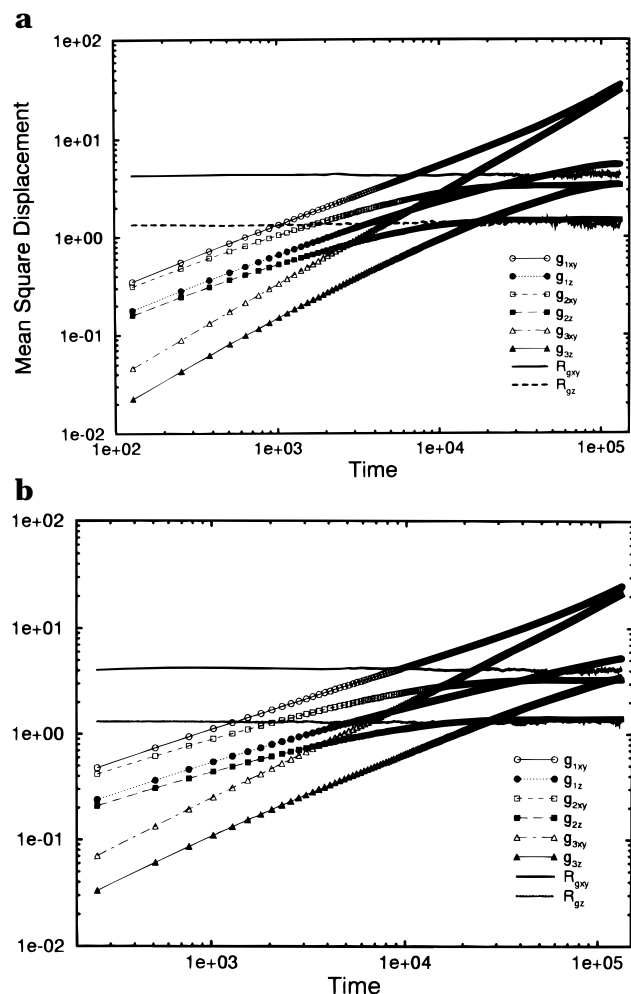 a
1e+02
1e+01
1e+00
1e-01
1e-02
Mean Square Displacement
g1xy
g1z
g2xy
g2z
g3xy
g3z
Rgxy
Rgz
1e+02
1e+03
1e+04
1e+05
Time
b
1e+02
1e+01
1e+00
1e-01
1e-02
g1xy
g1z
g2xy
g2z
g3xy
g3z
Rgxy
Rgz
1e+03
1e+04
1e+05
Time